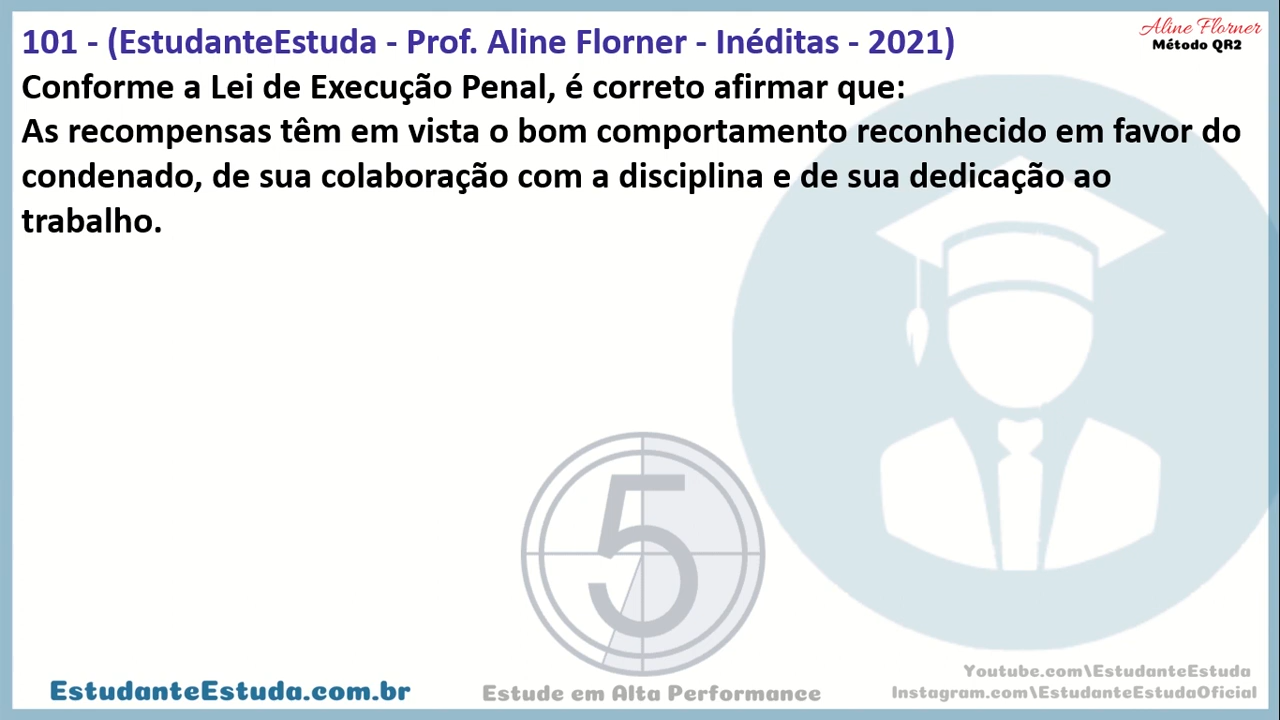 101 - (EstudanteEstuda - Prof. Aline Florner - Inéditas - 2021)
Aline Florner
Método QR2
Conforme a Lei de Execução Penal, é correto afirmar que:
As recompensas têm em vista o bom comportamento reconhecido em favor do
condenado, de sua colaboração com a disciplina e de sua dedicação ao
trabalho.
5
EstudanteEstuda.com.br
Estude em Alta Performance
Youtube.com\EstudanteEstuda
Instagram.com\EstudanteEstudaOficial